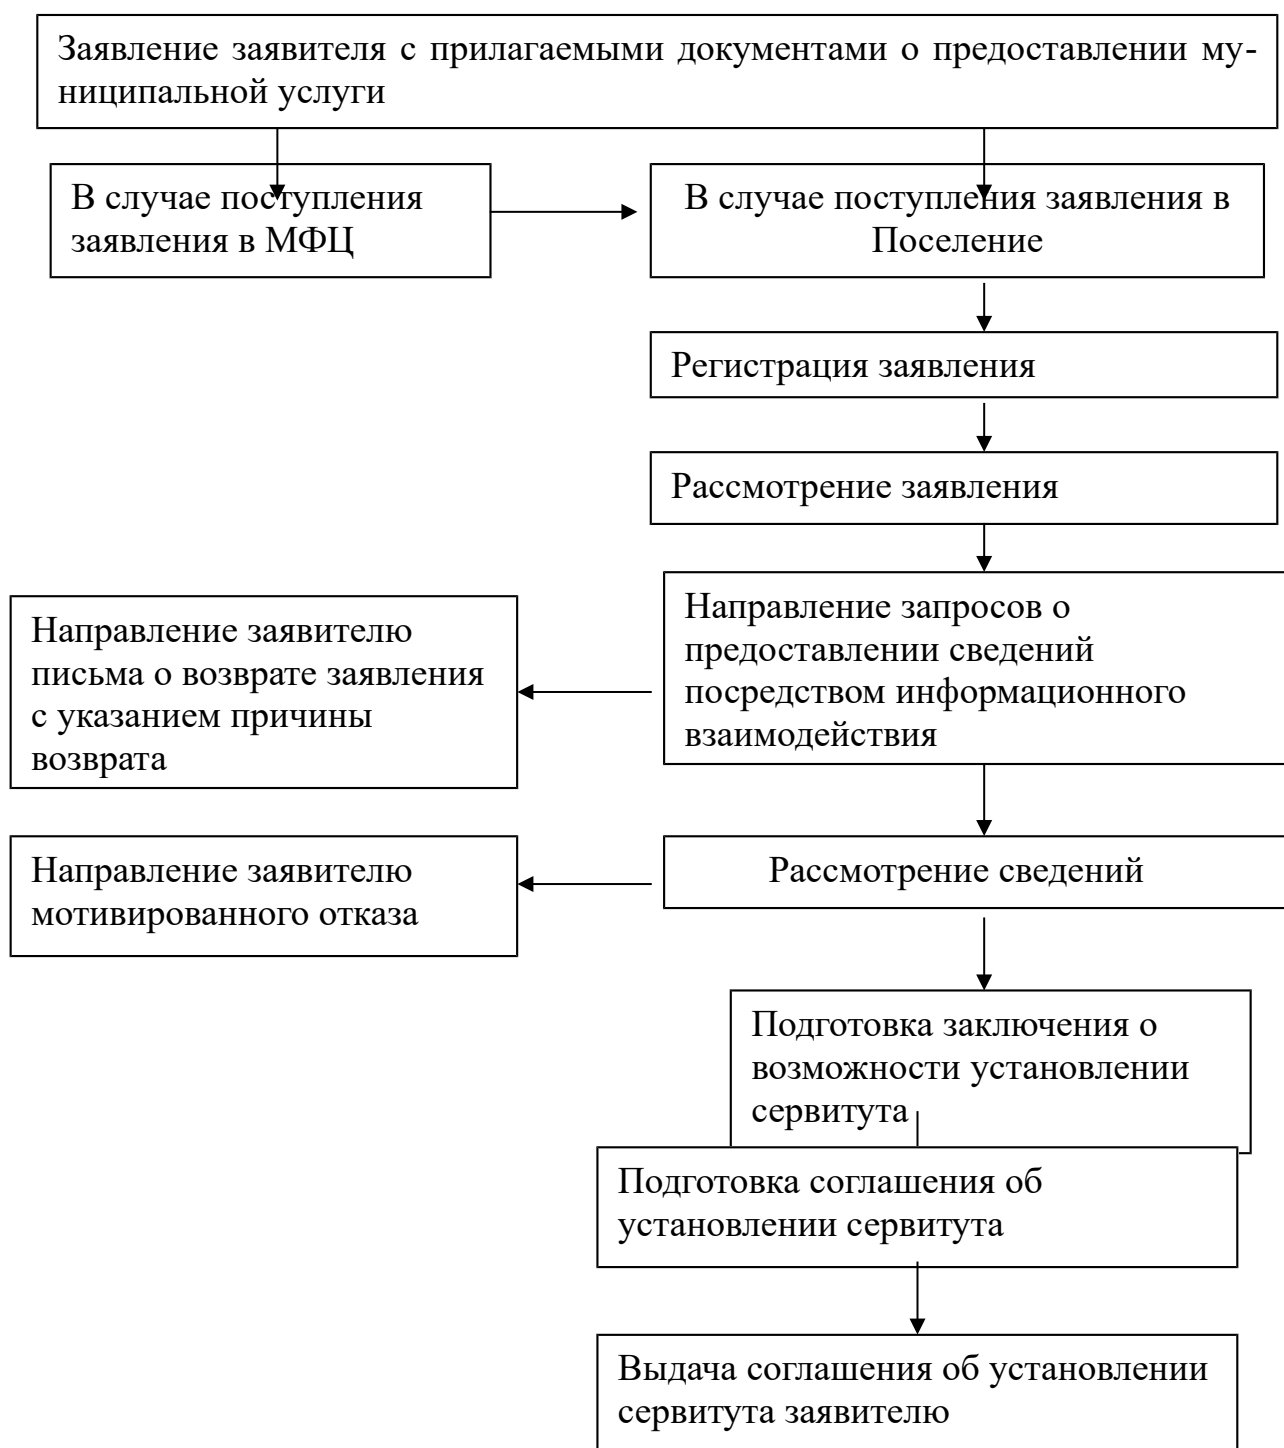 Заявление заявителя с прилагаемыми документами о предоставлении му-
ниципальной услуги
В случае поступления
заявления в МФЦ
В случае поступления заявления в
Поселение
Регистрация заявления
Рассмотрение заявления
Направление запросов о
предоставлении сведений
посредством информационного
взаимодействия
Направление заявителю
письма о возврате заявления
с указанием причины
возврата
Рассмотрение сведений
Направление заявителю
мотивированного отказа
Подготовка заключения о
возможности установлении
сервитута
Подготовка соглашения об
установлении сервитута
Выдача соглашения об установлении
сервитута заявителю